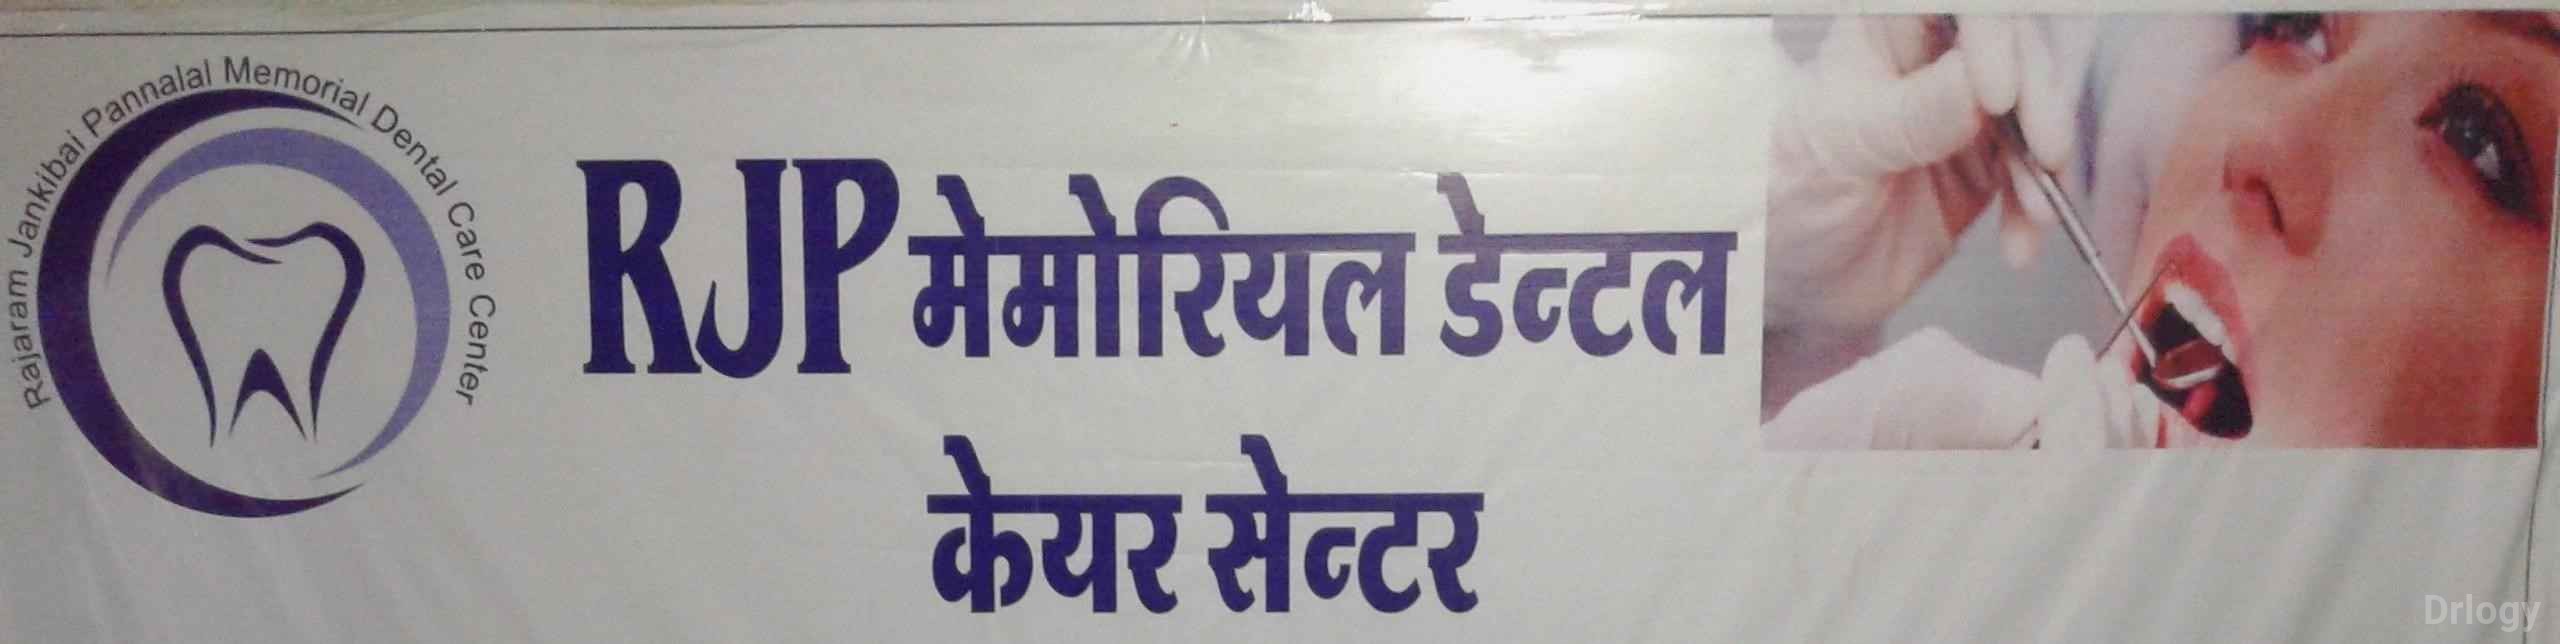 Rajaram Jankibai Pannalal Memorial Dental Care Center
RJP मेमोरियल डेन्टल
केयर सेन्टर
Drlogy